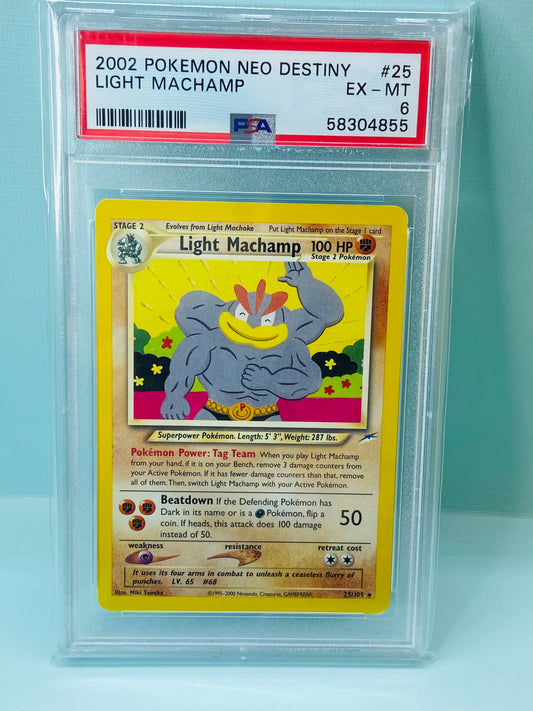 2002 POKEMON NEO DESTINY #25
LIGHT MACHAMP EX-MT
6
PSA 58304855
STAGE 2 Evolves from Light Machoke Put Light Machamp on the Stage 1 card
Light Machamp 100 HP
Stage 2 Pokémon
P
Superpower Pokémon. Length: 5' 3", Weight: 287 lbs.
Pokémon Power: Tag Team When you play Light Machamp
from your hand, if it is on your Bench, remove 3 damage counters from
your Active Pokémon. If it has fewer damage counters than that, remove
all of them. Then, switch Light Machamp with your Active Pokémon.
Beatdown If the Defending Pokémon has
Dark in its name or is a Pokémon, flip a
coin. If heads, this attack does 100 damage
instead of 50.
50
weakness resistance retreat cost
It uses its four arms in combat to unleash a ceaseless flurry of
punches. LV. 65 #68
Illus. Miki Tanaka ©1995-2000 Nintendo, Creatures, GAMEFREAK. 25/105 ★